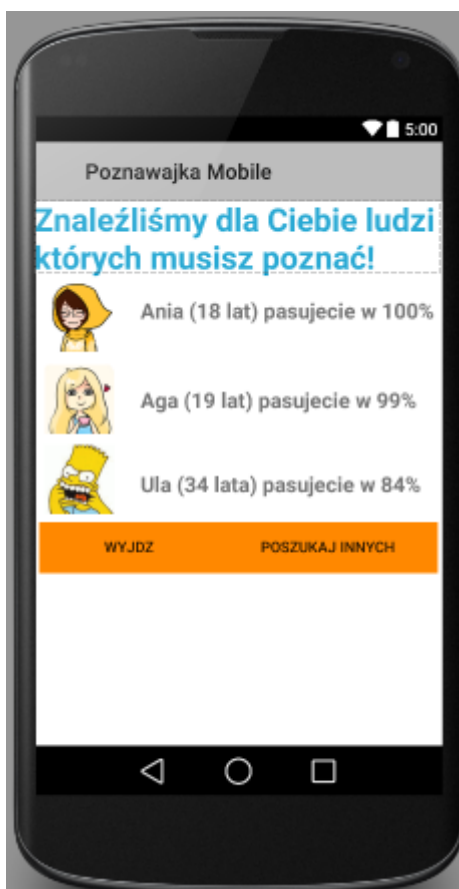 5:00
Poznawajka Mobile
Znaleźliśmy dla Ciebie ludzi
których musisz poznać!
Ania (18 lat) pasujecie w 100%
Aga (19 lat) pasujecie w 99%
Ula (34 lata) pasujecie w 84%
WYJDZ POSZUKAJ INNYCH